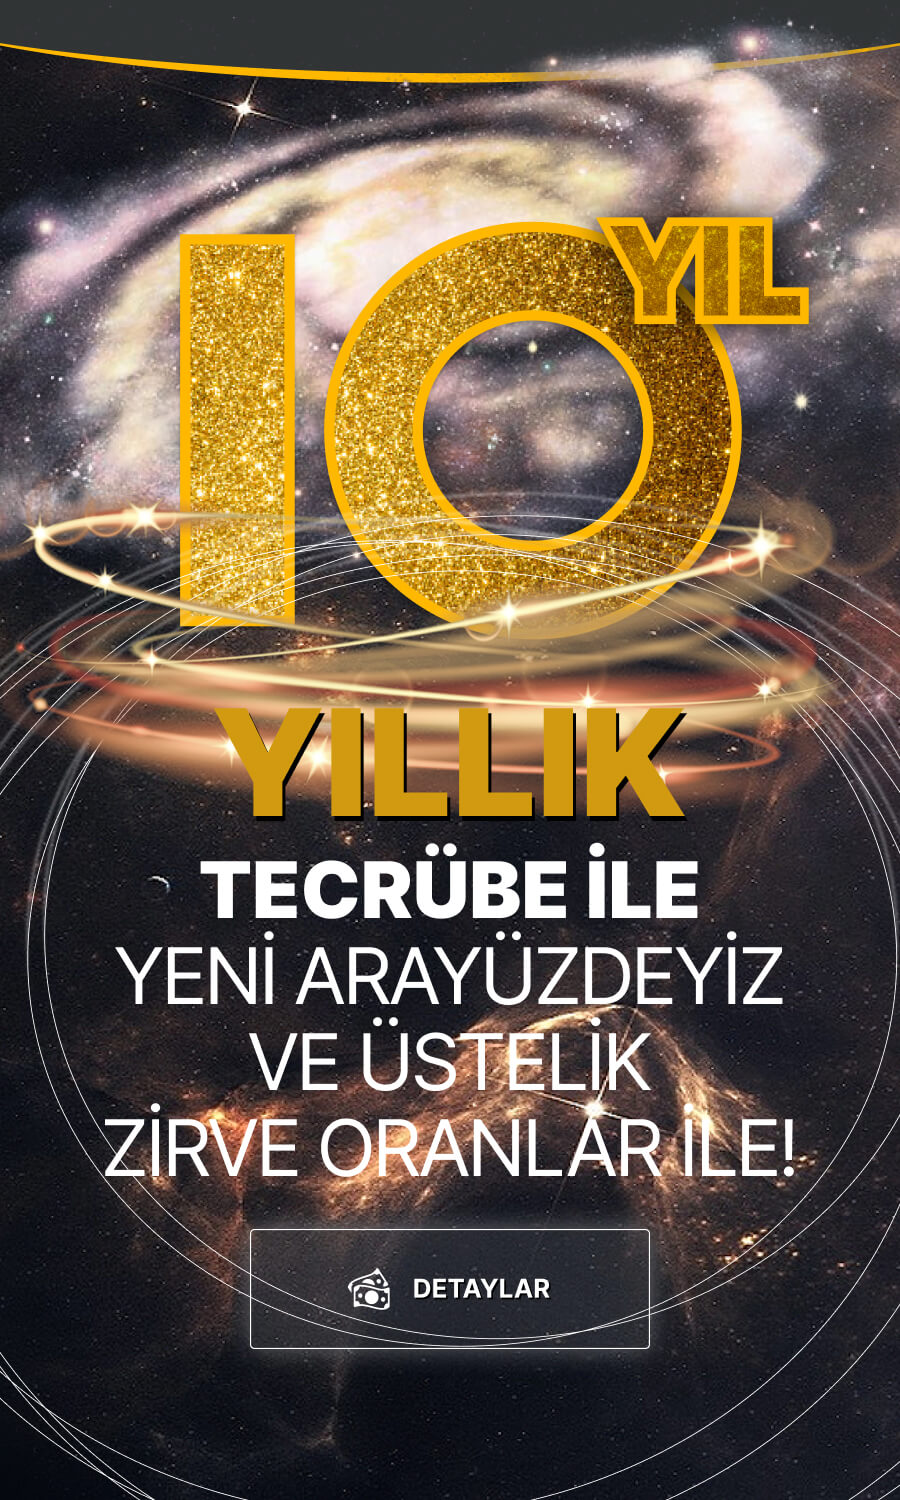 10 YIL
YILLIK
TECRÜBE İLE
YENİ ARAYÜZDEYİZ
VE ÜSTELİK
ZİRVE ORANLAR İLE!
DETAYLAR